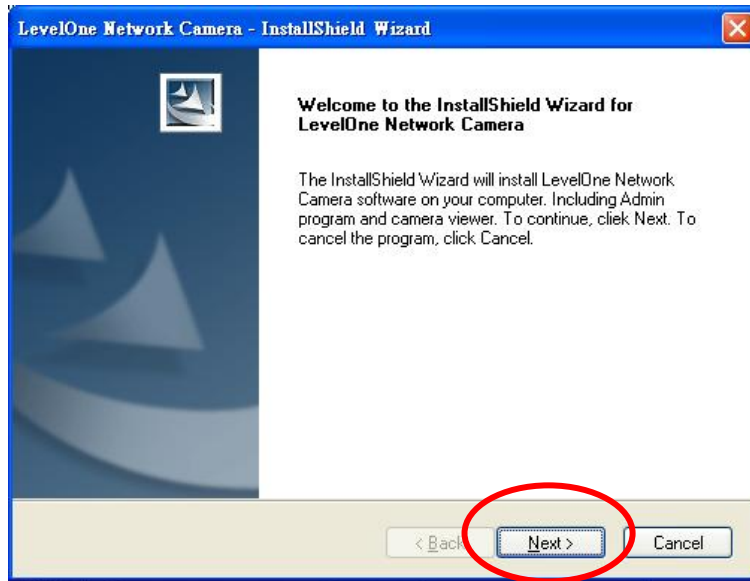 LevelOne Network Camera - InstallShield Wizard
Welcome to the InstallShield Wizard for
LevelOne Network Camera
The InstallShield Wizard will install LevelOne Network
Camera software on your computer. Including Admin
program and camera viewer. To continue, cliek Next. To
cancel the program, click Cancel.
< Back Next > Cancel